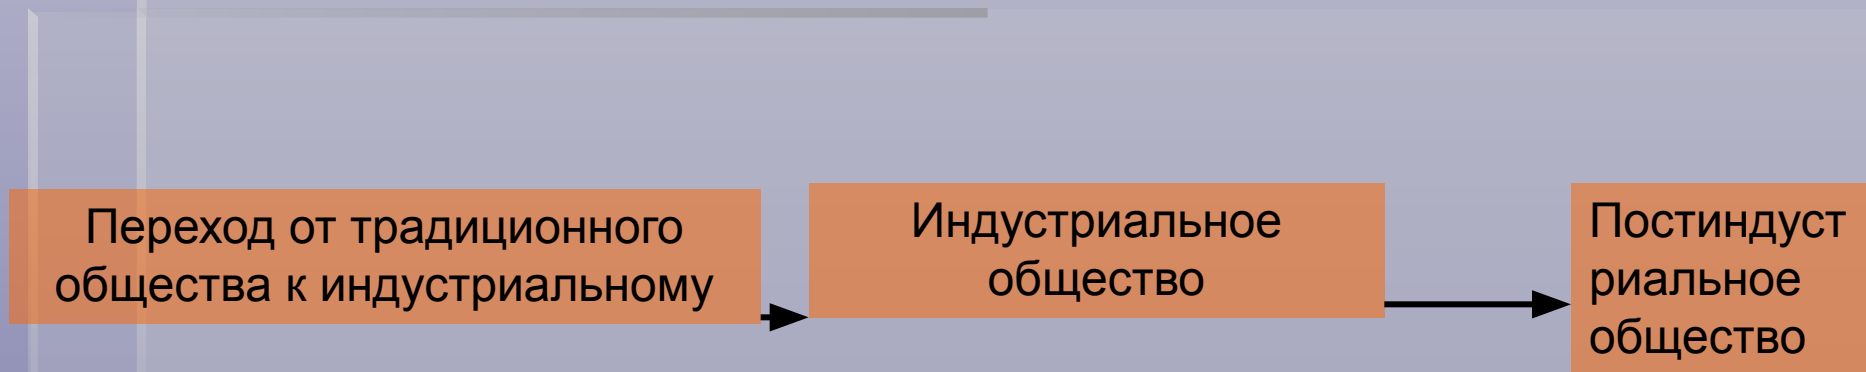 Переход от традиционного
общества к индустриальному
Индустриальное
общество
Постиндуст
риальное
общество